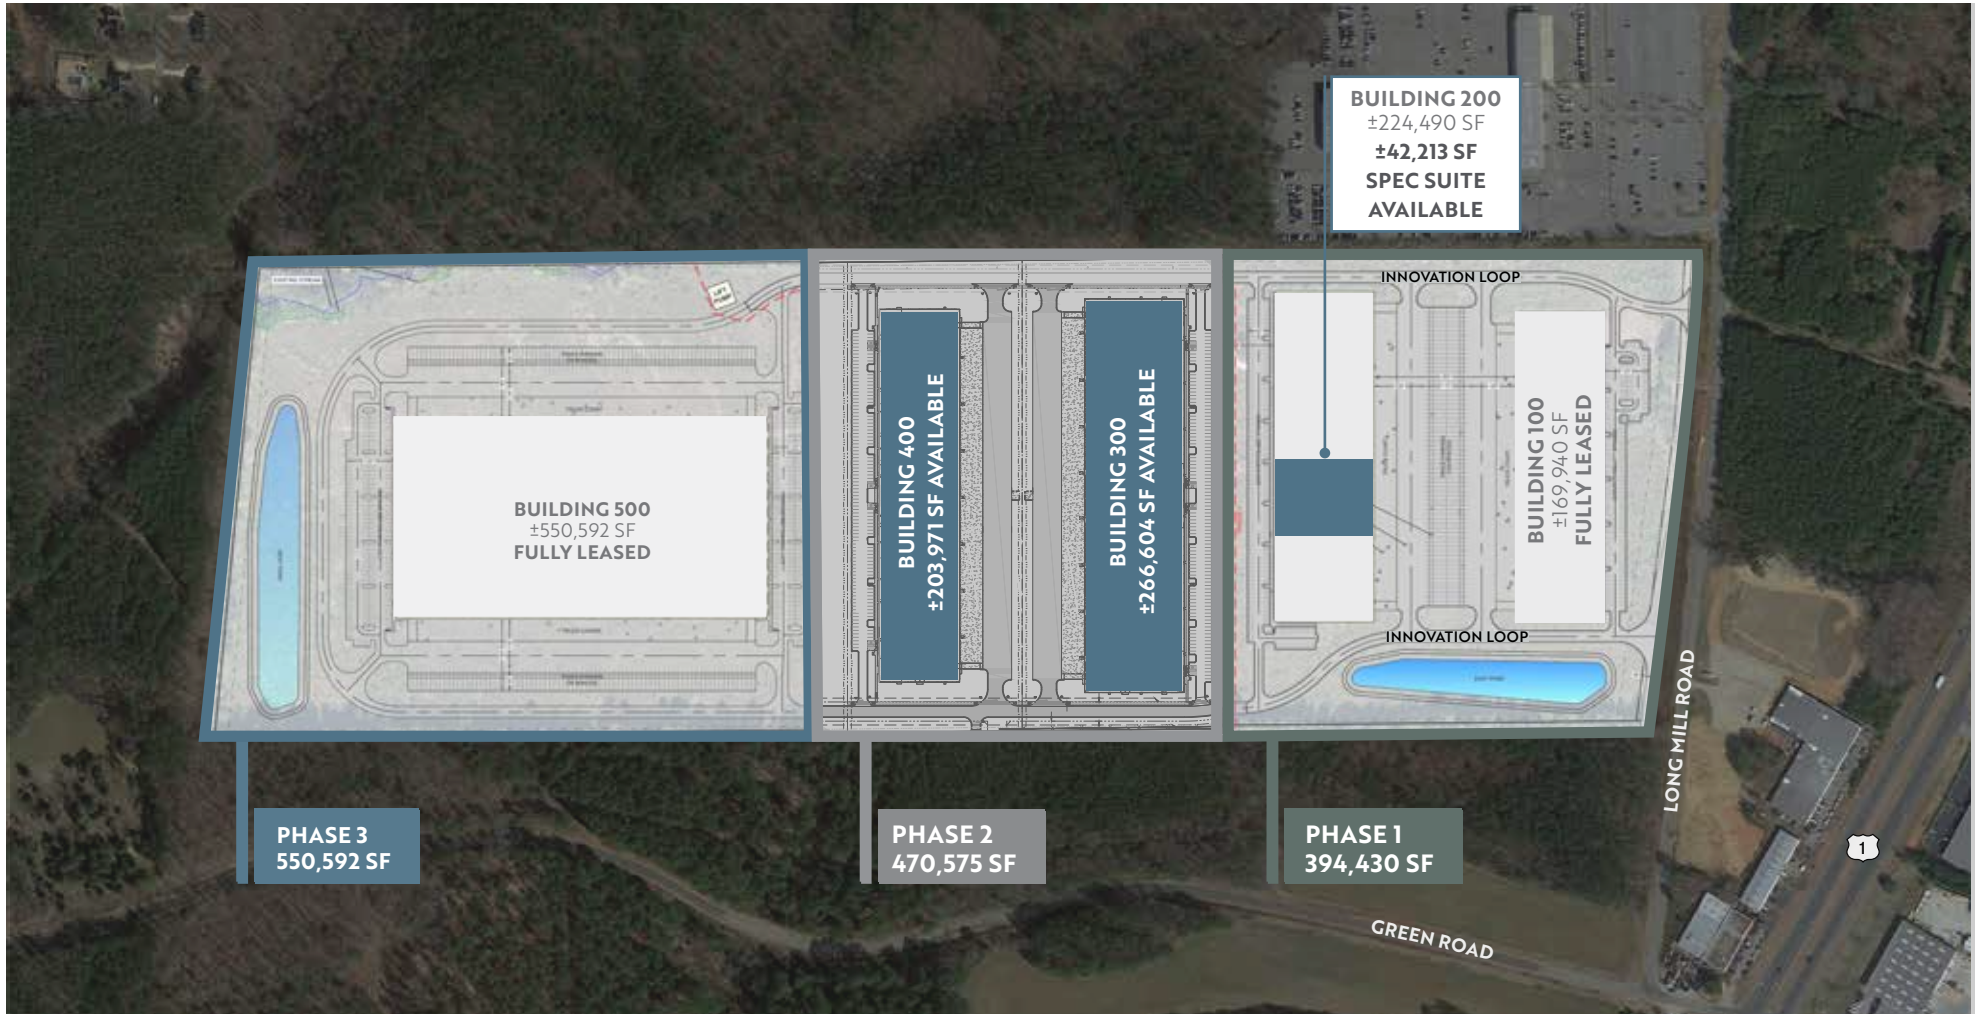 BUILDING 200
±224,490 SF
±42,213 SF
SPEC SUITE
AVAILABLE
INNOVATION LOOP
LIFT
PUMP
BUILDING 500
±550,592 SF
FULLY LEASED
BUILDING 400
±203,971 SF AVAILABLE
BUILDING 300
±266,604 SF AVAILABLE
BUILDING 100
±169,940 SF
FULLY LEASED
INNOVATION LOOP
LONG MILL ROAD
PHASE 3
550,592 SF
PHASE 2
470,575 SF
PHASE 1
394,430 SF
1
GREEN ROAD